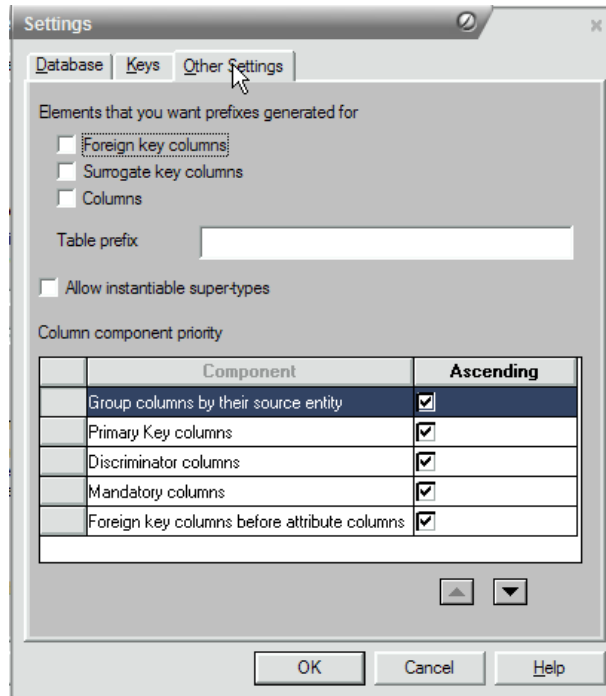 Settings
Database Keys Other Settings
Elements that you want prefixes generated for
Foreign key columns
Surrogate key columns
Columns
Table prefix
Allow instantiable super-types
Column component priority
Component Ascending
Group columns by their source entity
Primary Key columns
Discriminator columns
Mandatory columns
Foreign key columns before attribute columns
OK Cancel Help